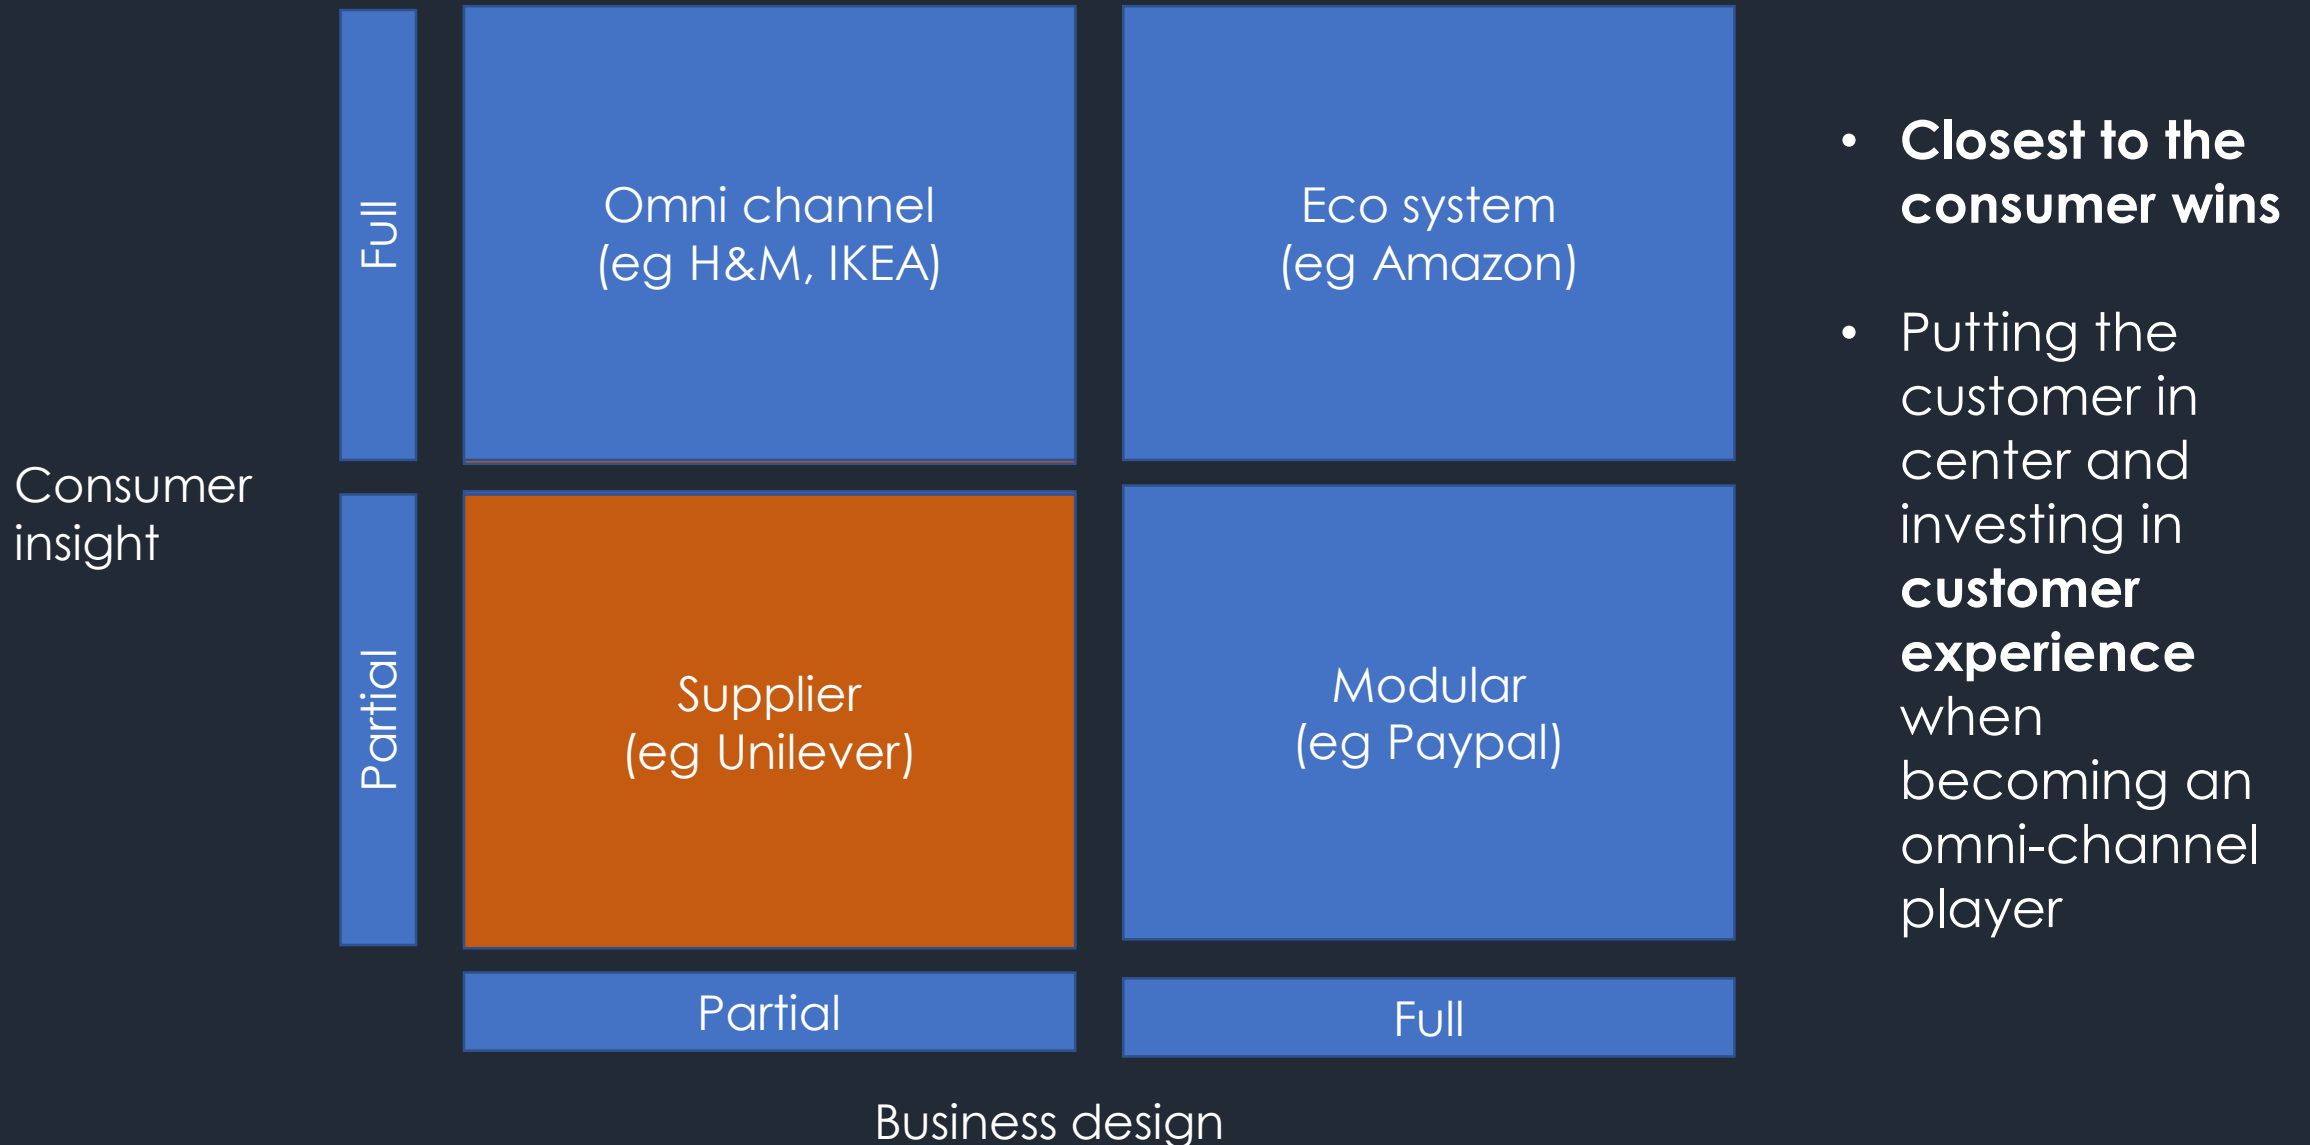 Full
Omni channel
(eg H&M, IKEA)
Eco system
(eg Amazon)
Consumer
insight
Partial
Supplier
(eg Unilever)
Modular
(eg Paypal)
Partial
Full
Business design
• Closest to the
consumer wins
• Putting the
customer in
center and
investing in
customer
experience
when
becoming an
omni-channel
player